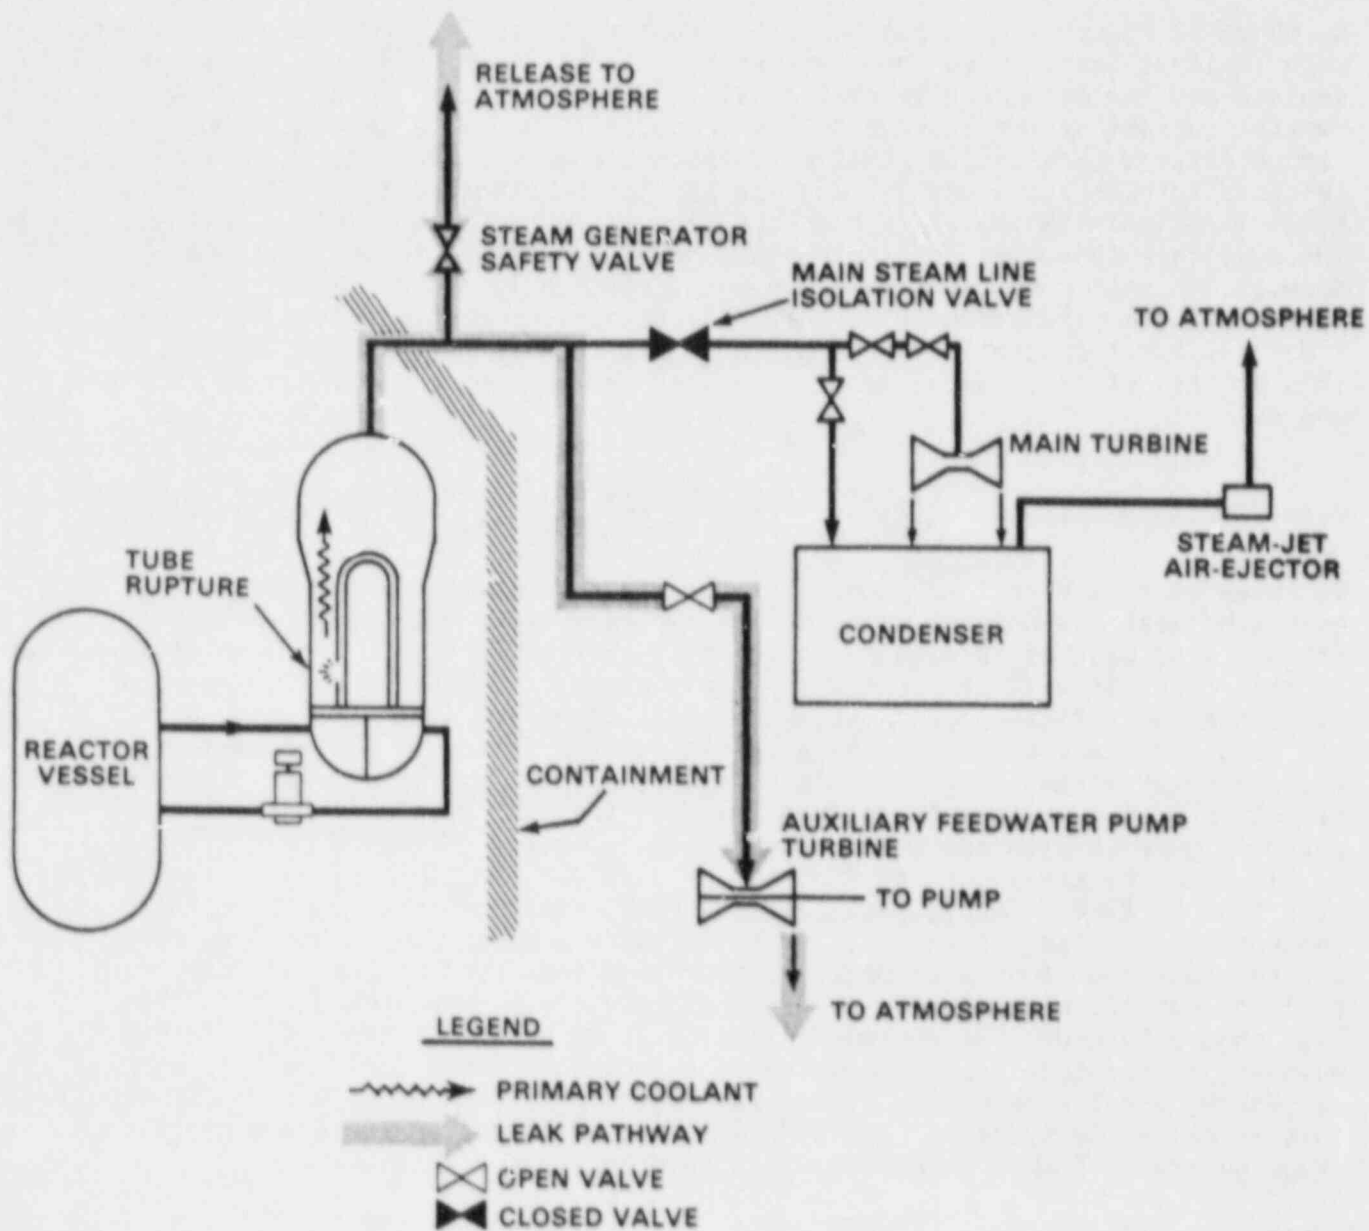 RELEASE TO
ATMOSPHERE
STEAM GENERATOR
SAFETY VALVE
MAIN STEAM LINE
ISOLATION VALVE
TO ATMOSPHERE
MAIN TURBINE
STEAM-JET
AIR-EJECTOR
TUBE
RUPTURE
CONDENSER
REACTOR
VESSEL
CONTAINMENT
AUXILIARY FEEDWATER PUMP
TURBINE
TO PUMP
TO ATMOSPHERE
LEGEND
PRIMARY COOLANT
LEAK PATHWAY
OPEN VALVE
CLOSED VALVE